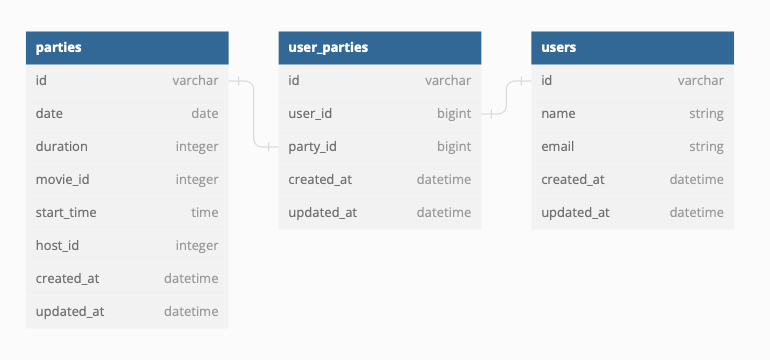 parties
id varchar
date date
duration integer
movie_id integer
start_time time
host_id integer
created_at datetime
updated_at datetime
user_parties
id varchar
user_id bigint
party_id bigint
created_at datetime
updated_at datetime
users
id varchar
name string
email string
created_at datetime
updated_at datetime